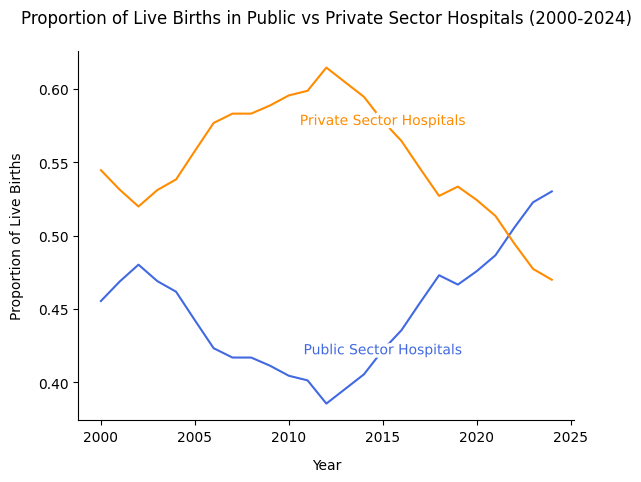 Proportion of Live Births in Public vs Private Sector Hospitals (2000-2024)
0.60
Private Sector Hospitals
0.55
0.50
Proportion of Live Births
0.45
Public Sector Hospitals
0.40
2000 2005 2010 2015 2020 2025
Year